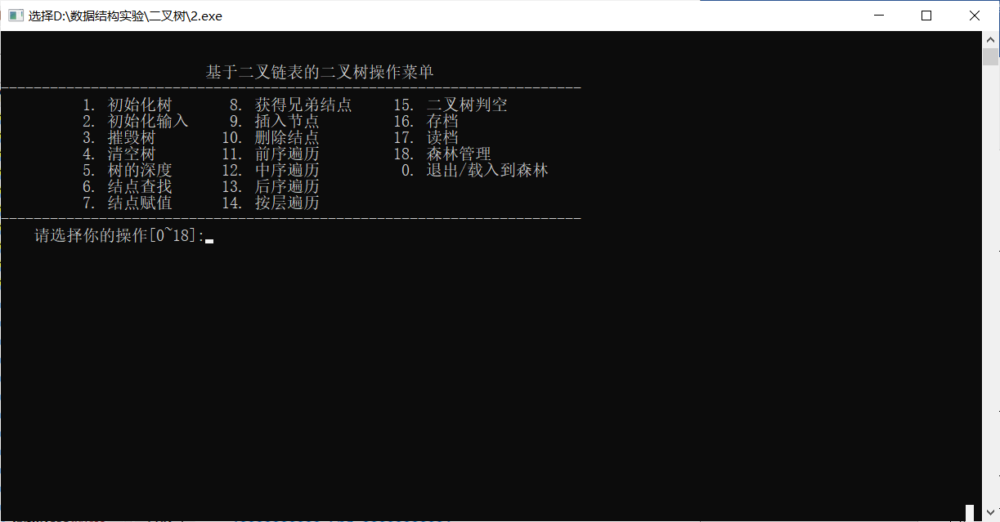 选择D:\数据结构实验\二叉树\2.exe
基于二叉链表的二叉树操作菜单
-----------------------------------------------------------------------
1. 初始化树 8. 获得兄弟结点 15. 二叉树判空
2. 初始化输入 9. 插入节点 16. 存档
3. 摧毁树 10. 删除结点 17. 读档
4. 清空树 11. 前序遍历 18. 森林管理
5. 树的深度 12. 中序遍历 0. 退出/载入到森林
6. 结点查找 13. 后序遍历
7. 结点赋值 14. 按层遍历
-----------------------------------------------------------------------
请选择你的操作[0~18]: